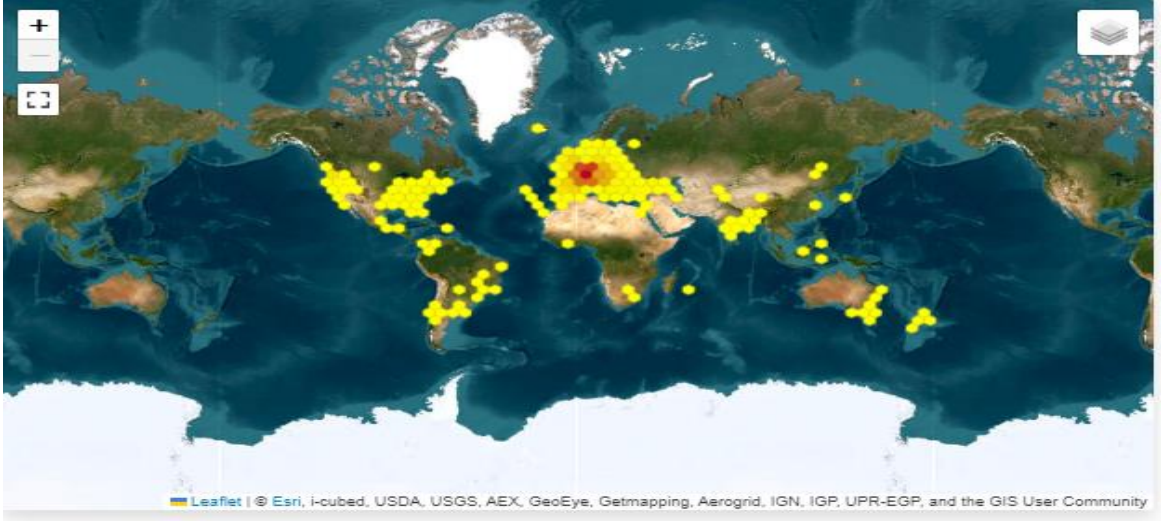 +
−
Leaflet | © Esri, i-cubed, USDA, USGS, AEX, GeoEye, Getmapping, Aerogrid, IGN, IGP, UPR-EGP, and the GIS User Community